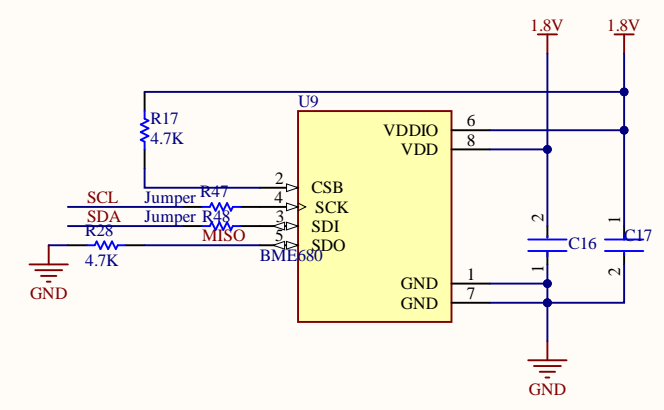 1.8V 1.8V
U9
R17
4.7K
VDDIO 6
VDD 8
2 CSB
SCL Jumper R47 4 SCK
SDA Jumper R48 3 SDI
R28 MISO 5 SDO
4.7K BME680
GND
2 1
C16 C17
1 2
GND 1
GND 7
GND